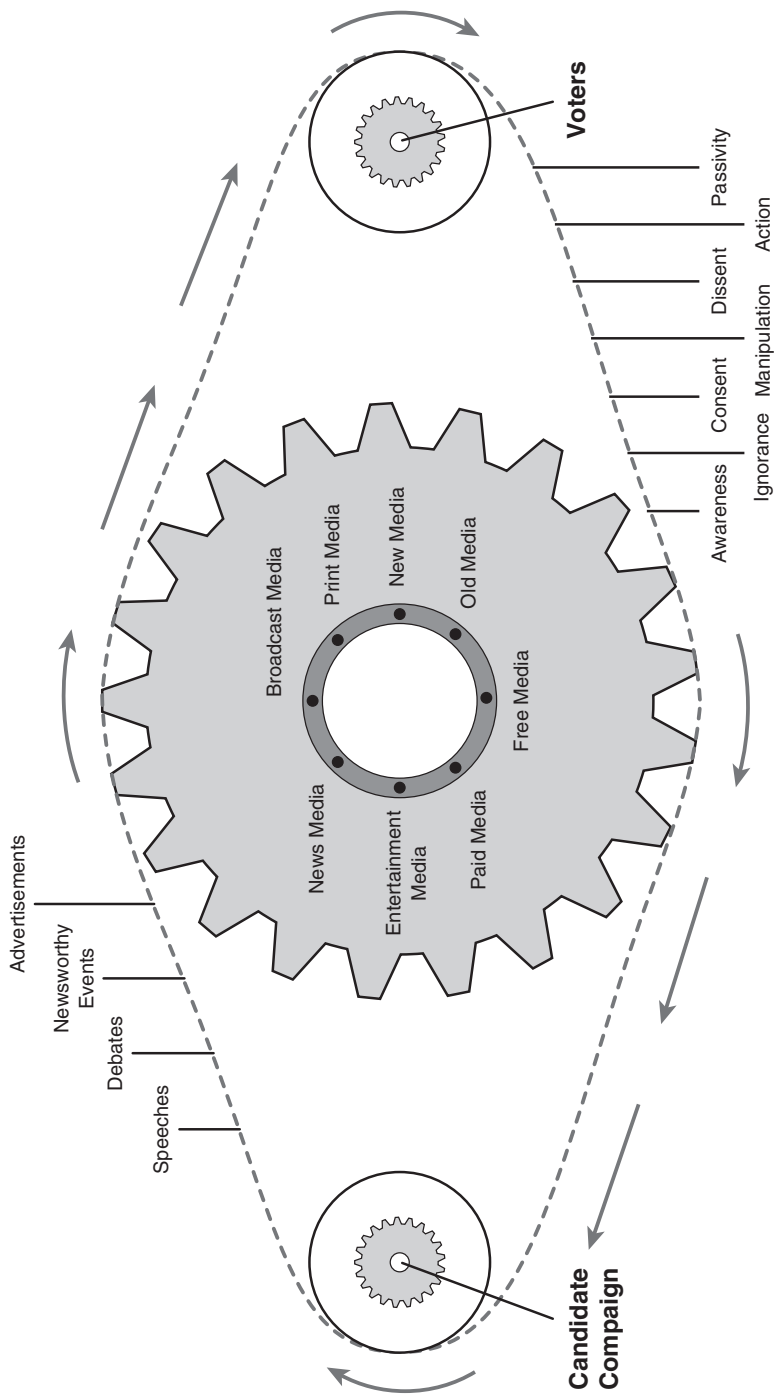 Advertisements
Newsworthy
Events
Debates
Speeches
Broadcast Media
Print Media
New Media
Old Media
Free Media
Paid Media
Entertainment
Media
News Media
Candidate
Compaign
Voters
Awareness
Ignorance
Consent
Manipulation
Dissent
Action
Passivity